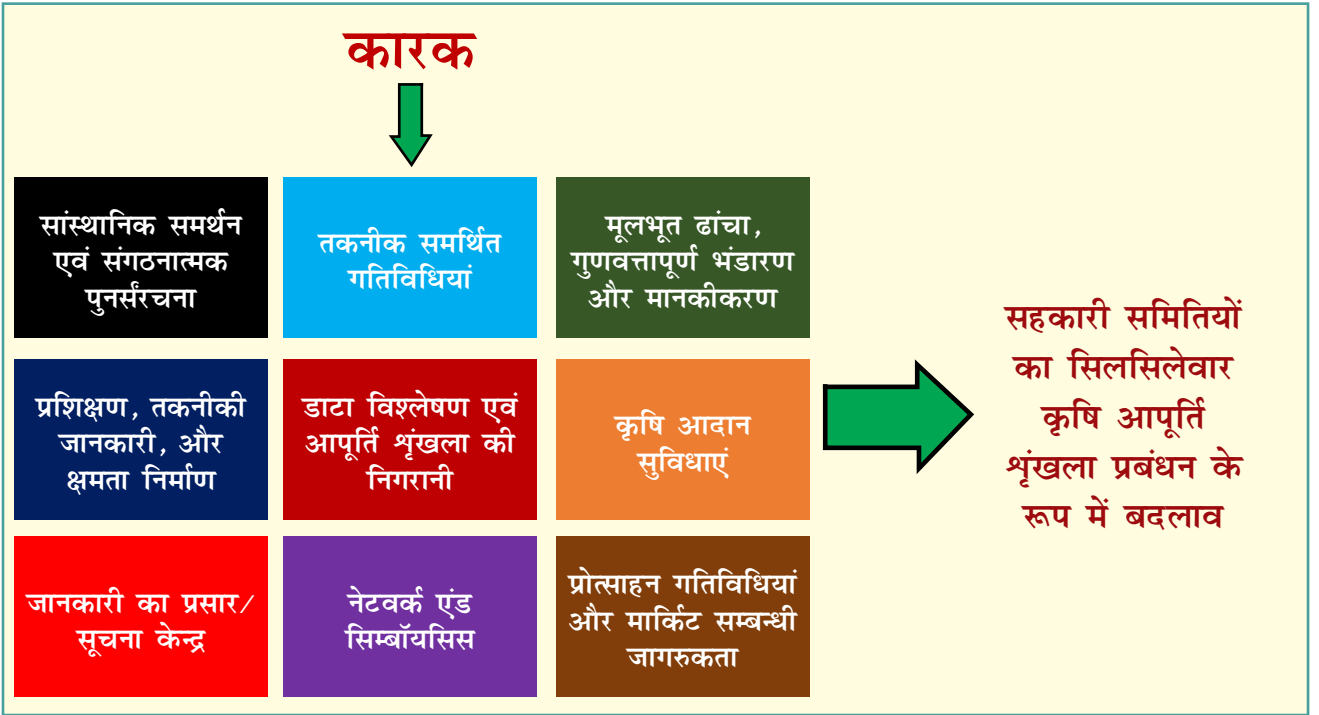 कारक
सांस्थानिक समर्थन
एवं संगठनात्मक
पुनर्संरचना
तकनीक समर्थित
गतिविधियां
मूलभूत ढांचा,
गुणवत्तापूर्ण भंडारण
और मानकीकरण
प्रशिक्षण, तकनीकी
जानकारी, और
क्षमता निर्माण
डाटा विश्लेषण एवं
आपूर्ति शृंखला की
निगरानी
कृषि आदान
सुविधाएं
जानकारी का प्रसार/
सूचना केन्द्र
नेटवर्क एंड
सिम्बॉयसिस
प्रोत्साहन गतिविधियां
और मार्किट सम्बन्धी
जागरुकता
सहकारी समितियों
का सिलसिलेवार
कृषि आपूर्ति
शृंखला प्रबंधन के
रूप में बदलाव